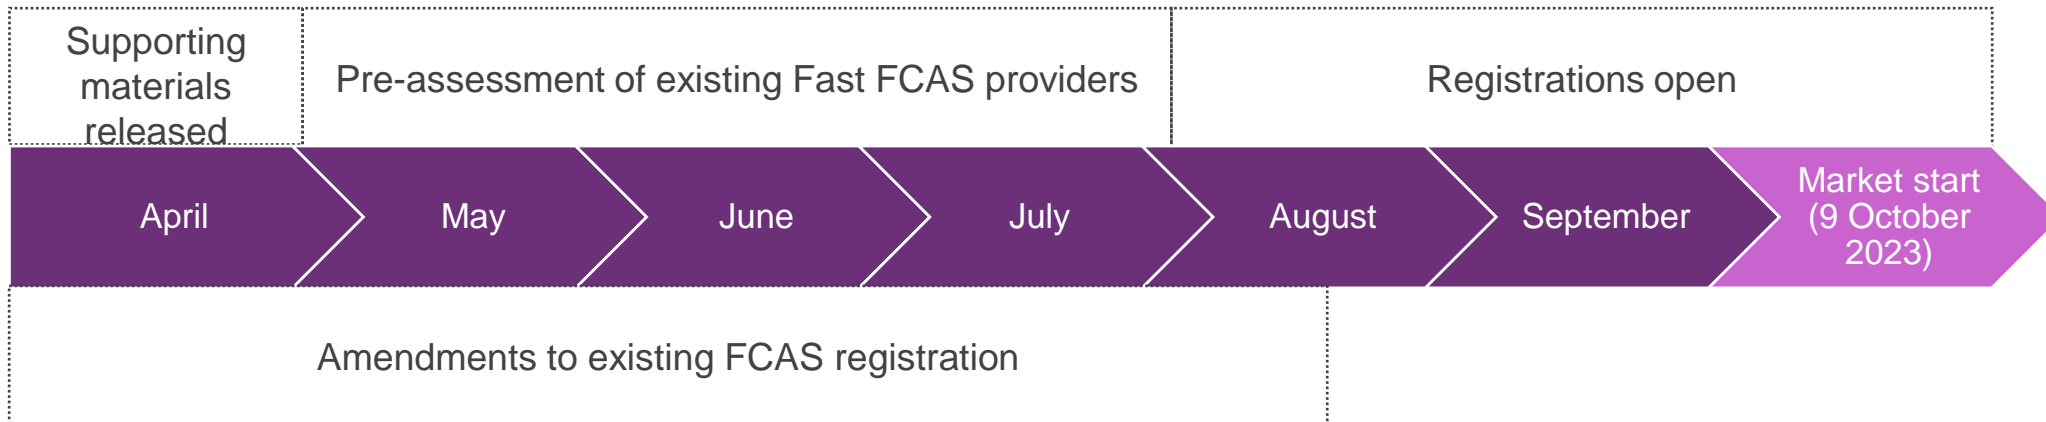 Supporting
materials
released
Pre-assessment of existing Fast FCAS providers
Registrations open
April
May
June
July
August
September
Market start
(9 October
2023)
Amendments to existing FCAS registration